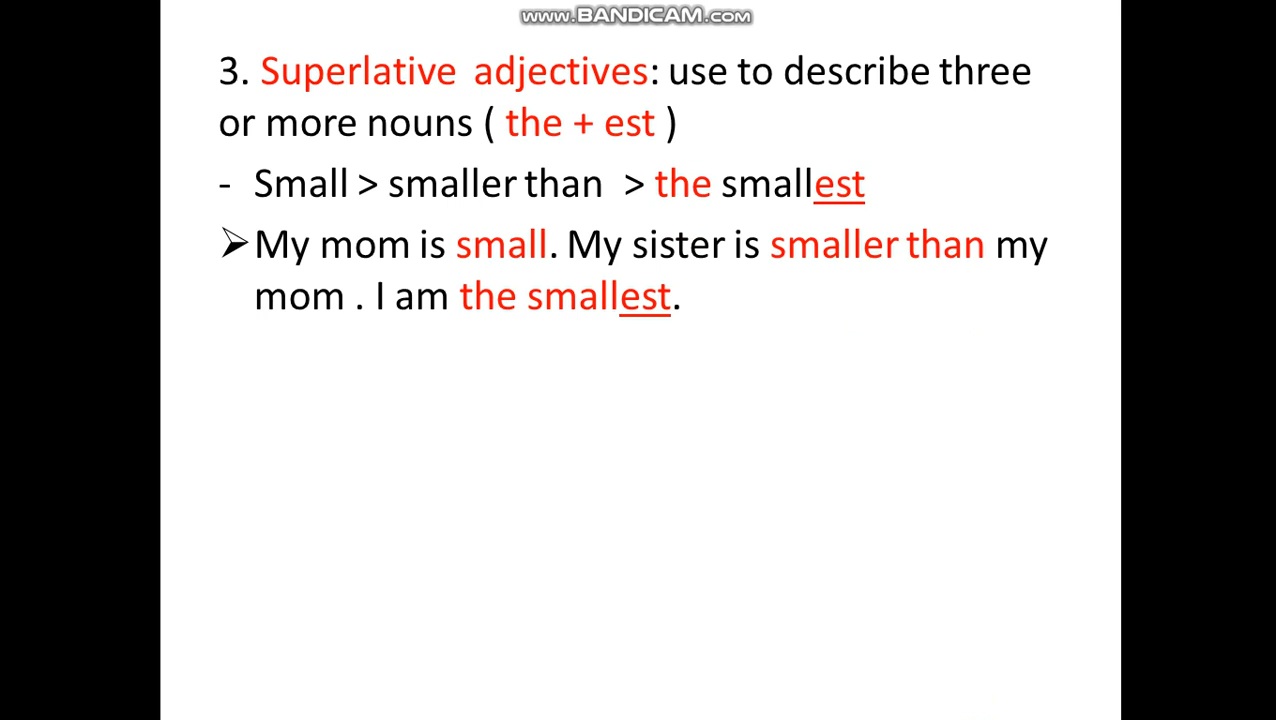 www.BANDICAM.com
3. Superlative adjectives: use to describe three
or more nouns ( the + est )
- Small > smaller than > the smallest
➢My mom is small. My sister is smaller than my
mom . I am the smallest.